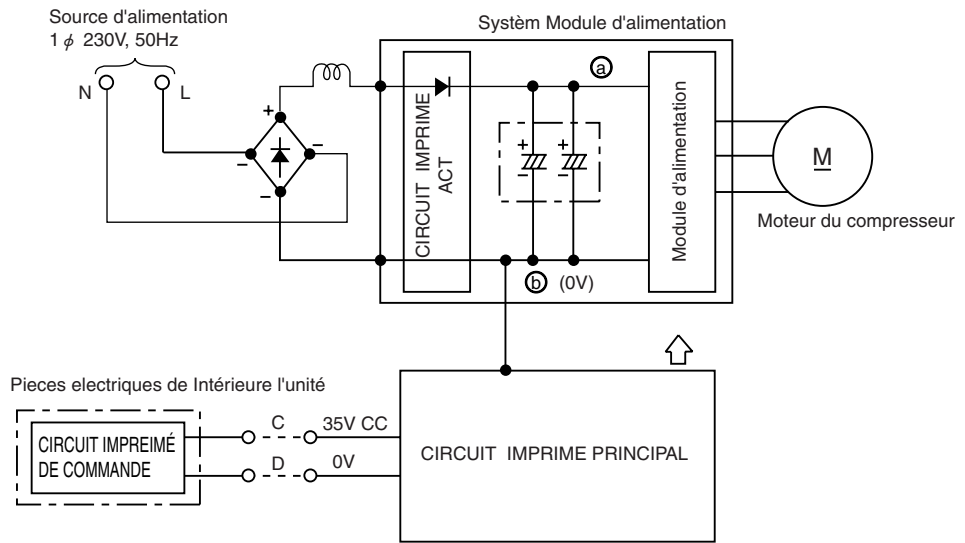 Source d'alimentation
1 ϕ 230V, 50Hz
Systèm Module d'alimentation
N
L
+
–
–
–
CIRCUIT IMPRIME
ACT
ⓐ
+
–
+
–
Module d'alimentation
M
Moteur du compresseur
ⓑ (0V)
Pieces electriques de Intérieure l'unité
CIRCUIT IMPREIMÉ
DE COMMANDE
C
35V CC
D
0V
CIRCUIT IMPRIME PRINCIPAL